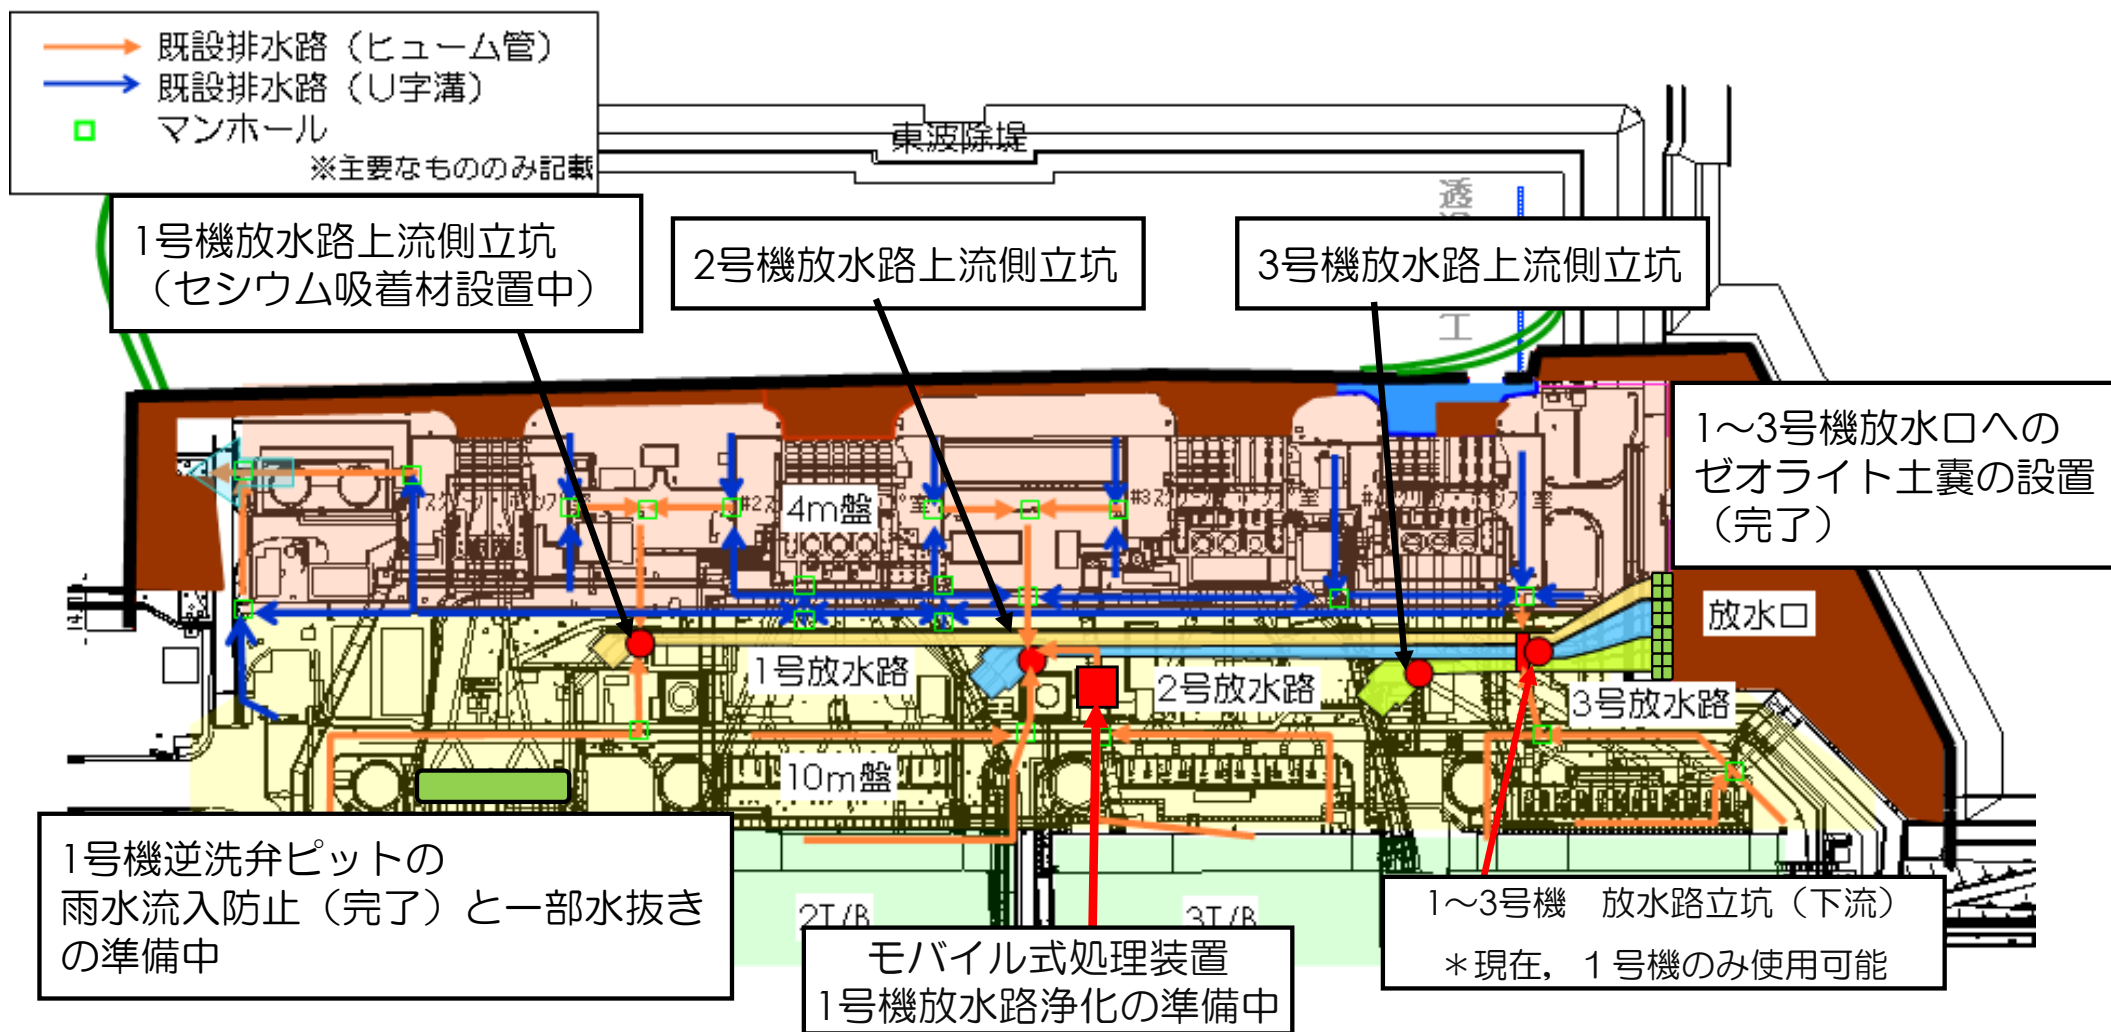 既設排水路（ヒューム管）
既設排水路（U字溝）
マンホール
※主要なもののみ記載
東波除堤
透
工
1号機放水路上流側立坑
（セシウム吸着材設置中）
2号機放水路上流側立坑
3号機放水路上流側立坑
1～3号機放水口への
ゼオライト土嚢の設置
（完了）
4m盤
放水口
1号放水路
2号放水路
3号放水路
10m盤
1号機逆洗弁ピットの
雨水流入防止（完了）と一部水抜き
の準備中
2T/B
3T/B
モバイル式処理装置
1号機放水路浄化の準備中
1～3号機　放水路立坑（下流）
＊現在，１号機のみ使用可能